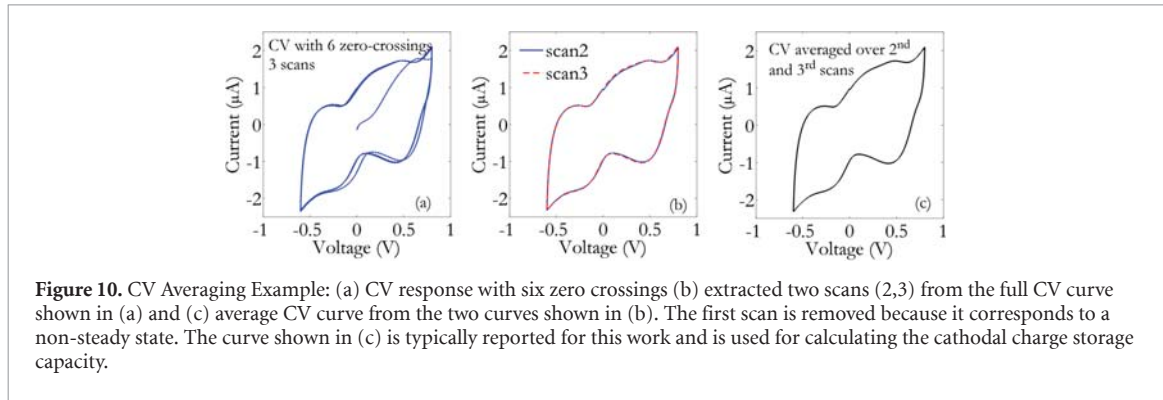 CV with 6 zero-crossings
3 scans
2
1
0
-1
-2
Current (µA)
-1
-0.5
0
0.5
1
Voltage (V)
(a)
scan2
scan3
2
1
0
-1
-2
Current (µA)
-1
-0.5
0
0.5
1
Voltage (V)
(b)
CV averaged over 2nd
and 3rd scans
2
1
0
-1
-2
Current (µA)
-1
-0.5
0
0.5
1
Voltage (V)
(c)
Figure 10. CV Averaging Example: (a) CV response with six zero crossings (b) extracted two scans (2,3) from the full CV curve
shown in (a) and (c) average CV curve from the two curves shown in (b). The first scan is removed because it corresponds to a
non-steady state. The curve shown in (c) is typically reported for this work and is used for calculating the cathodal charge storage
capacity.